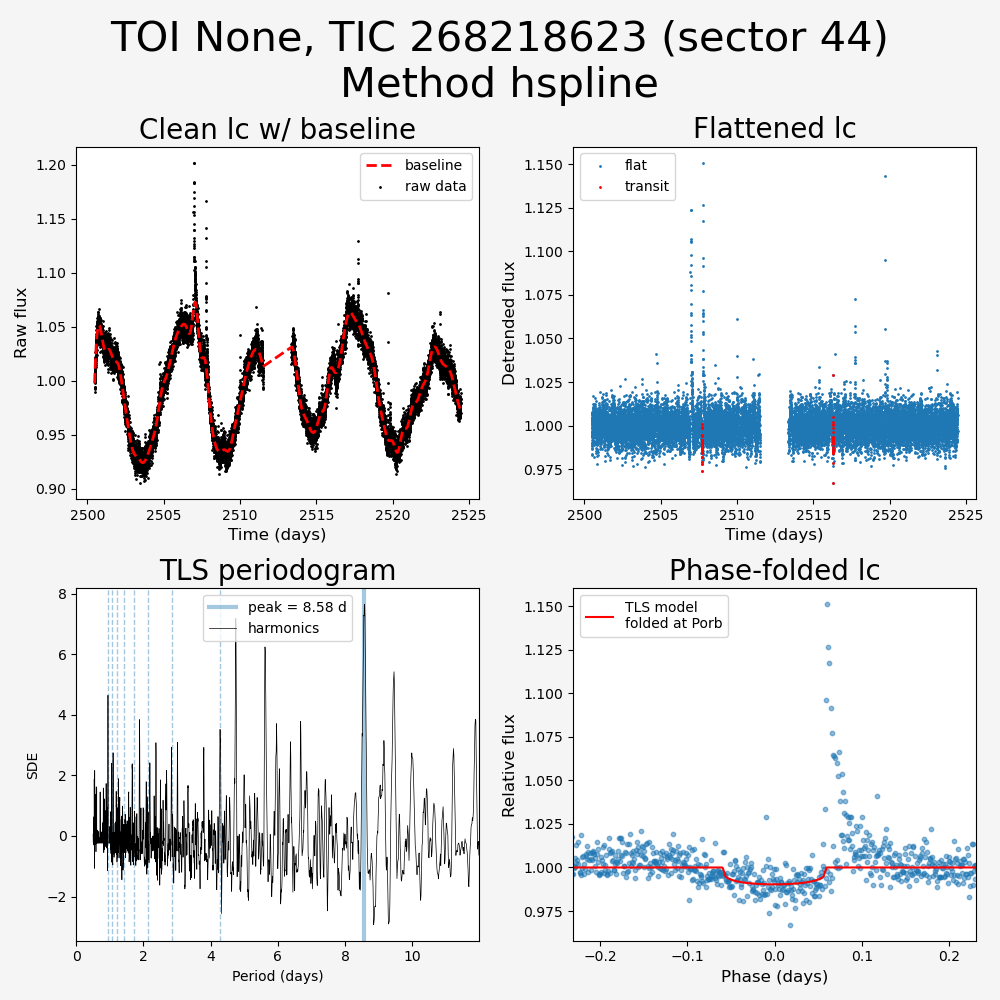 TOI None, TIC 268218623 (sector 44)
Method hspline
Clean lc w/ baseline
Raw flux
1.20
1.15
1.10
1.05
1.00
0.95
0.90
baseline
raw data
2500
2505
2510
2515
2520
2525
Time (days)
Flattened lc
Detrended flux
1.150
1.125
1.100
1.075
1.050
1.025
1.000
0.975
flat
transit
2500
2505
2510
2515
2520
2525
Time (days)
TLS periodogram
SDE
8
6
4
2
0
−2
peak = 8.58 d
harmonics
0
2
4
6
8
10
Period (days)
Phase-folded lc
Relative flux
1.150
1.125
1.100
1.075
1.050
1.025
1.000
0.975
TLS model
folded at Porb
−0.2
−0.1
0.0
0.1
0.2
Phase (days)